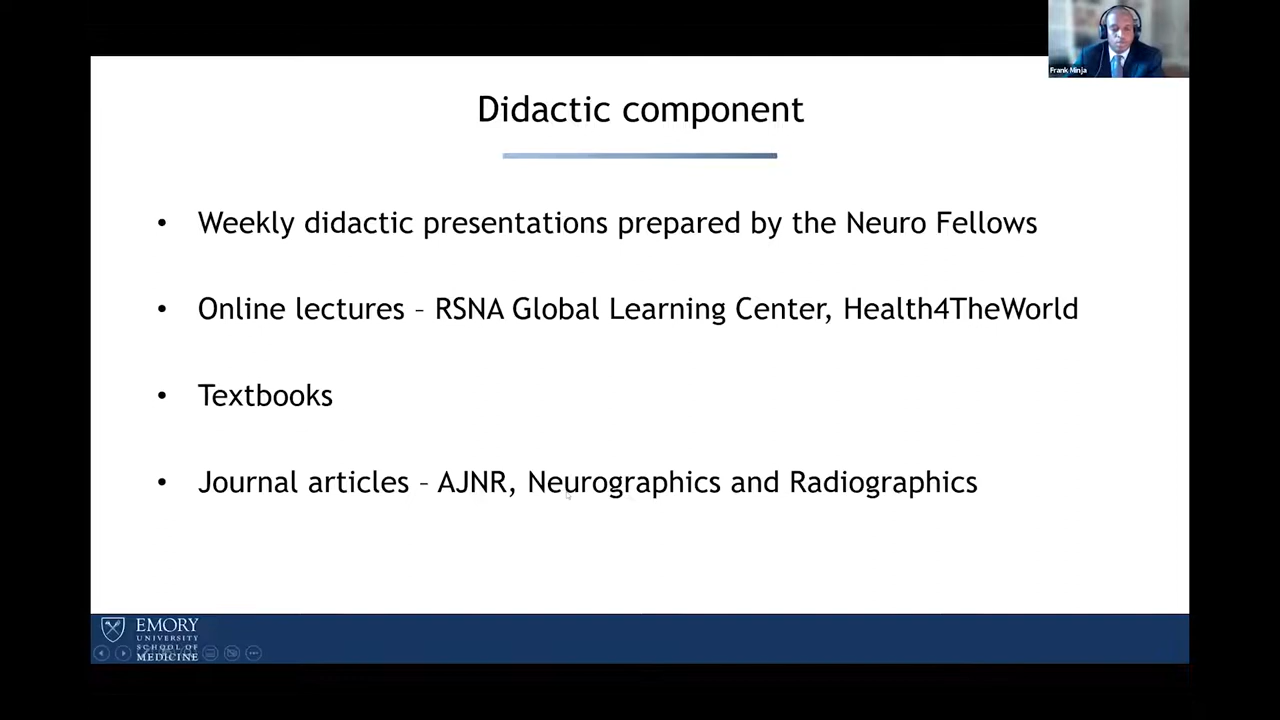 Frank Minja
Didactic component
• Weekly didactic presentations prepared by the Neuro Fellows
• Online lectures – RSNA Global Learning Center, Health4TheWorld
• Textbooks
• Journal articles – AJNR, Neurographics and Radiographics
EMORY
UNIVERSITY
SCHOOL OF
MEDICINE